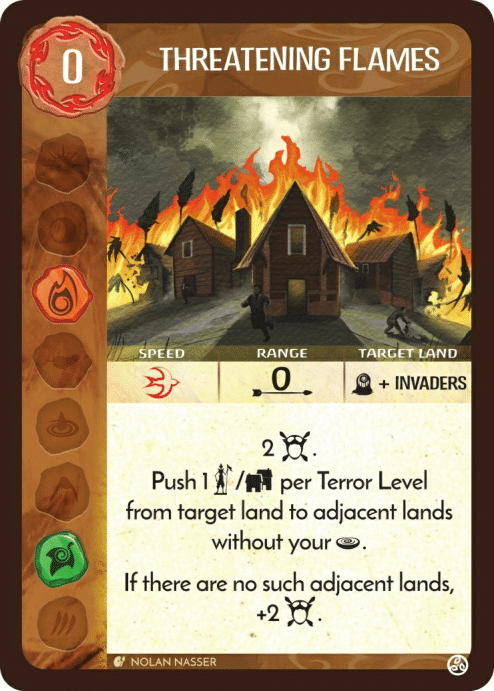 0
THREATENING FLAMES
SPEED RANGE TARGET LAND
0 + INVADERS
2 .
Push 1 / per Terror Level
from target land to adjacent lands
without your .
If there are no such adjacent lands,
+2 .
NOLAN NASSER